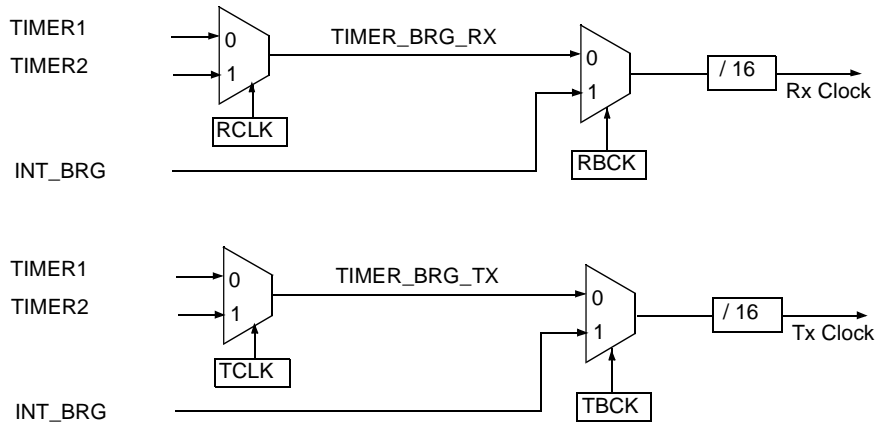 TIMER1
0
TIMER_BRG_RX
TIMER2
1
0
/ 16
1
Rx Clock
RCLK
RBCK
INT_BRG
TIMER1
0
TIMER_BRG_TX
TIMER2
1
0
/ 16
1
Tx Clock
TCLK
TBCK
INT_BRG